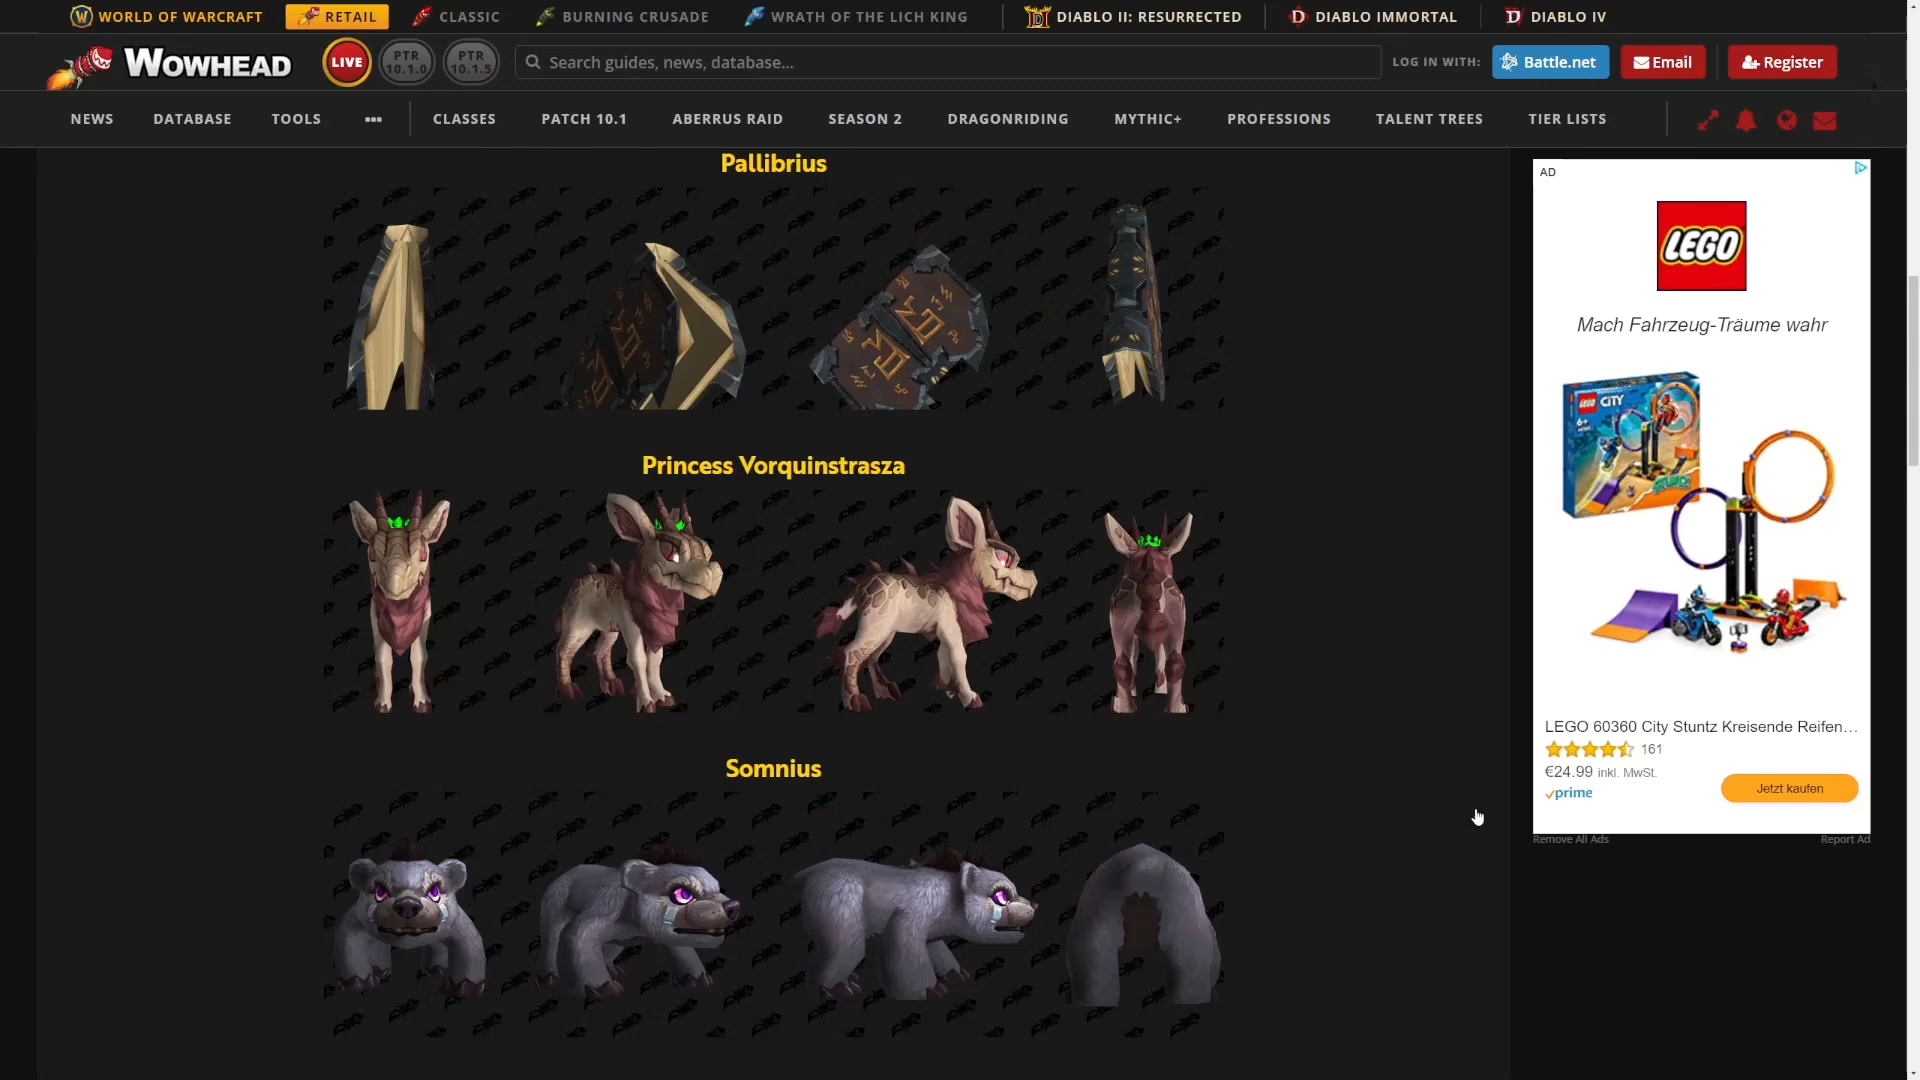 WORLD OF WARCRAFT
RETAIL
CLASSIC
BURNING CRUSADE
WRATH OF THE LICH KING
DIABLO II: RESURRECTED
DIABLO IMMORTAL
DIABLO IV
WOWHEAD
LIVE
PTR
10.1.0
PTR
10.1.5
Search guides, news, database...
LOG IN WITH:
Battle.net
Email
Register
NEWS
DATABASE
TOOLS
CLASSES
PATCH 10.1
ABERRUS RAID
SEASON 2
DRAGONRIDING
MYTHIC+
PROFESSIONS
TALENT TREES
TIER LISTS
Pallibrius
Princess Vorquinstrasza
Somnius
AD
LEGO
Mach Fahrzeug-Träume wahr
CITY
6+
STUNTZ
LEGO 60360 City Stuntz Kreisende Reifen…
161
€24.99 inkl. MwSt.
prime
Jetzt kaufen
Remove All Ads
Report Ad